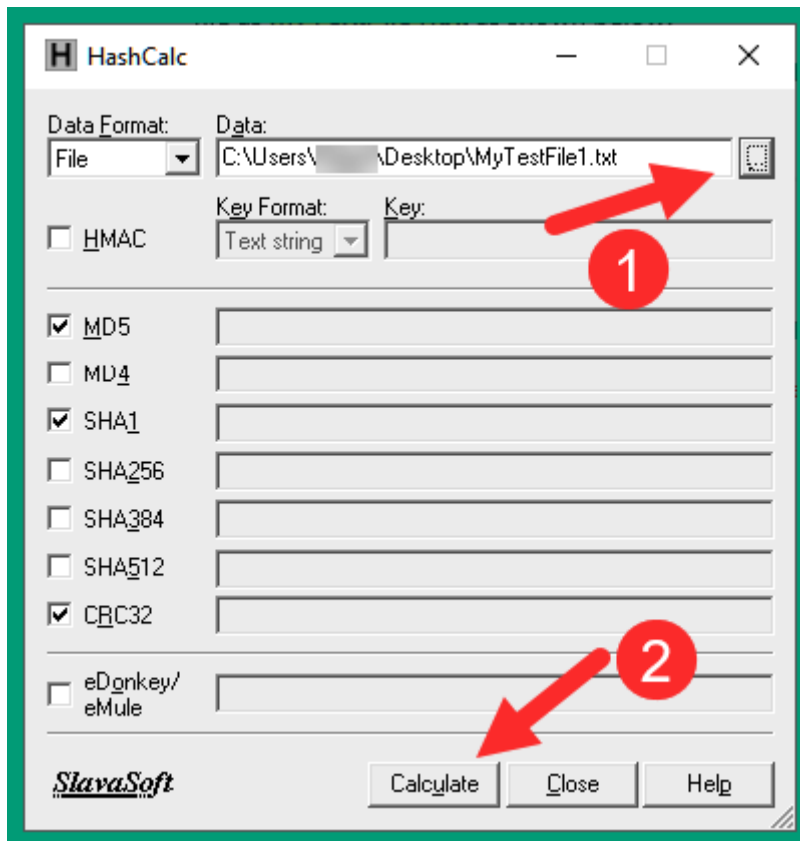 HashCalc
Data Format: Data:
File C:\Users\ \Desktop\MyTestFile1.txt
Key Format: Key:
HMAC Text string
1
MD5
MD4
SHA1
SHA256
SHA384
SHA512
CRC32
2
eDonkey/
eMule
SlavaSoft Calculate Close Help